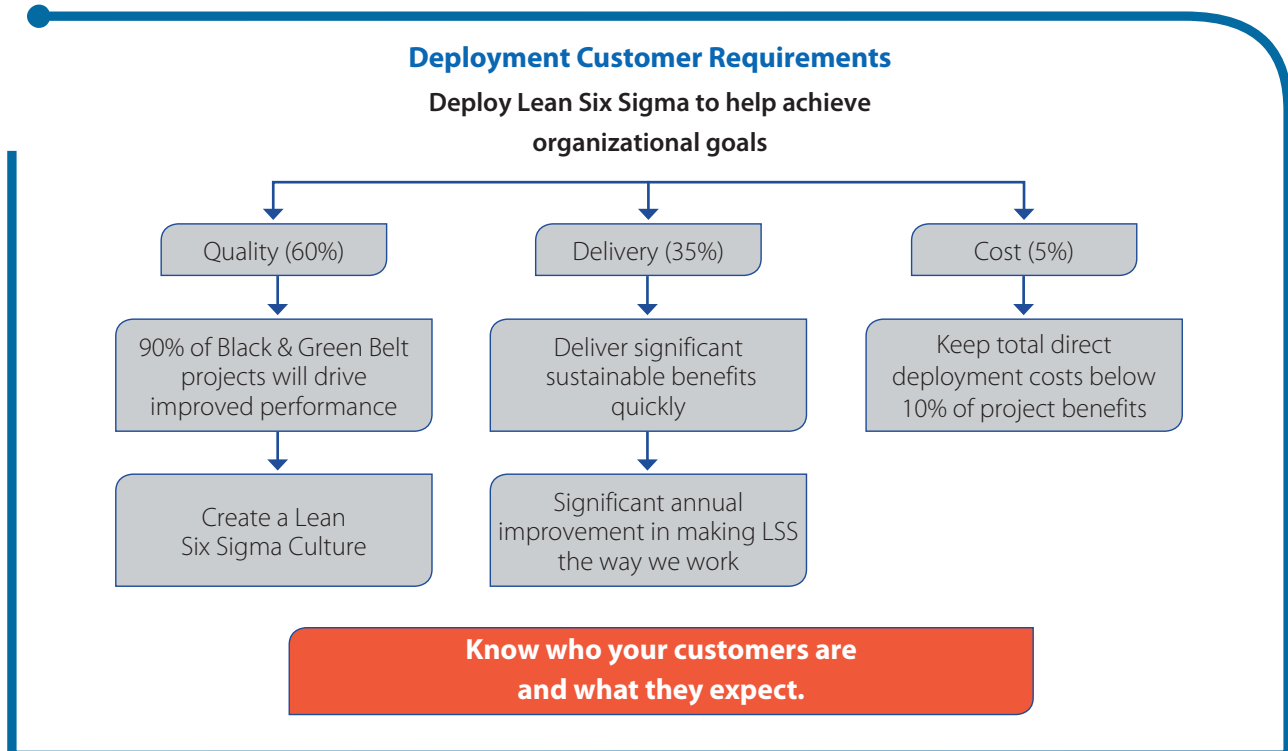 Deployment Customer Requirements
Deploy Lean Six Sigma to help achieve
organizational goals
Quality (60%)
Delivery (35%)
Cost (5%)
90% of Black & Green Belt
projects will drive
improved performance
Deliver significant
sustainable benefits
quickly
Keep total direct
deployment costs below
10% of project benefits
Create a Lean
Six Sigma Culture
Significant annual
improvement in making LSS
the way we work
Know who your customers are
and what they expect.